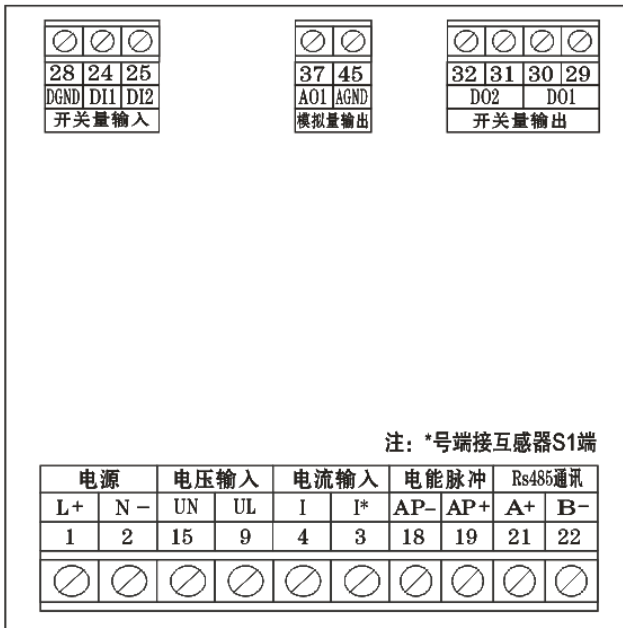 28 24 25
DGND DI1 DI2
开关量输入
37 45
AO1 AGND
模拟量输出
32 31 30 29
DO2 DO1
开关量输出
注：*号端接互感器S1端
电源 电压输入 电流输入 电能脉冲 Rs485通讯
L+ N- UN UL I I* AP- AP+ A+ B-
1 2 15 9 4 3 18 19 21 22